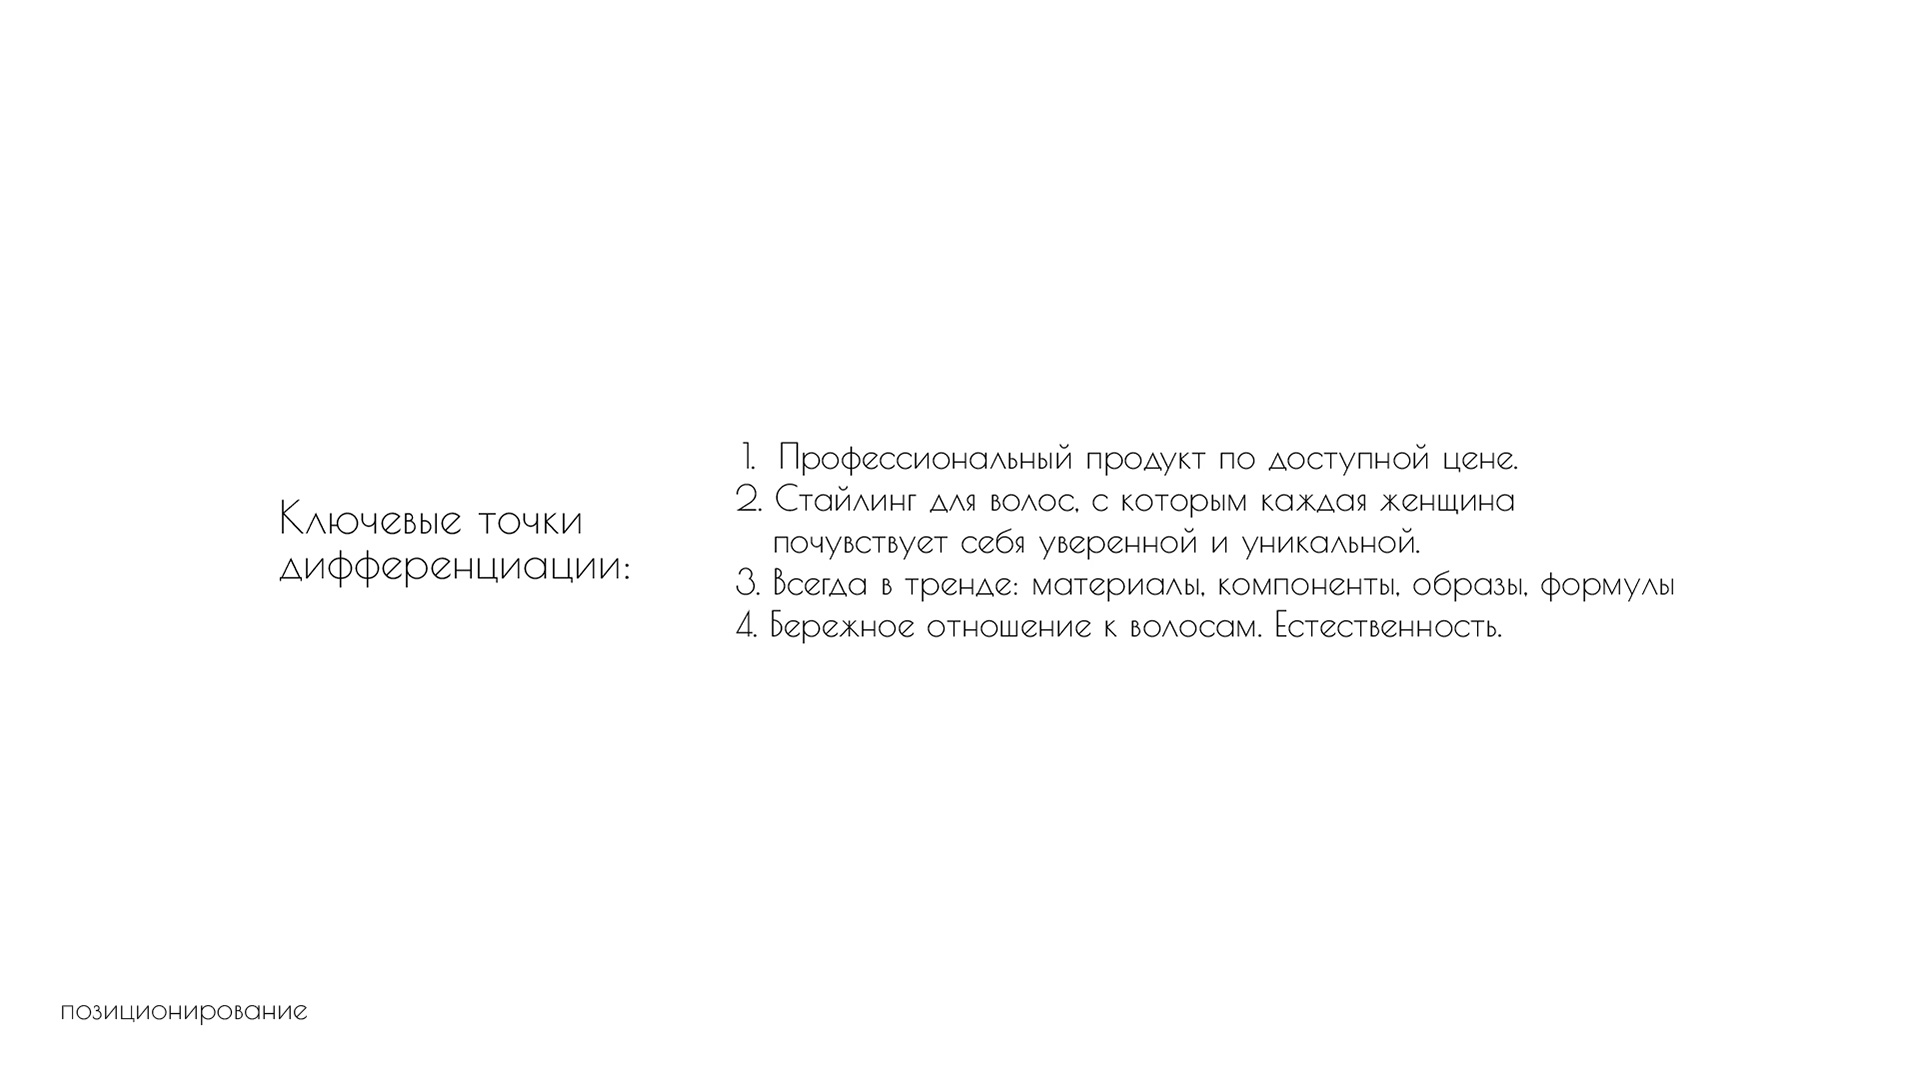 Ключевые точки
дифференциации:
1. Профессиональный продукт по доступной цене.
2. Стайлинг для волос, с которым каждая женщина
почувствует себя уверенной и уникальной.
3. Всегда в тренде: материалы, компоненты, образы, формулы
4. Бережное отношение к волосам. Естественность.
позиционирование